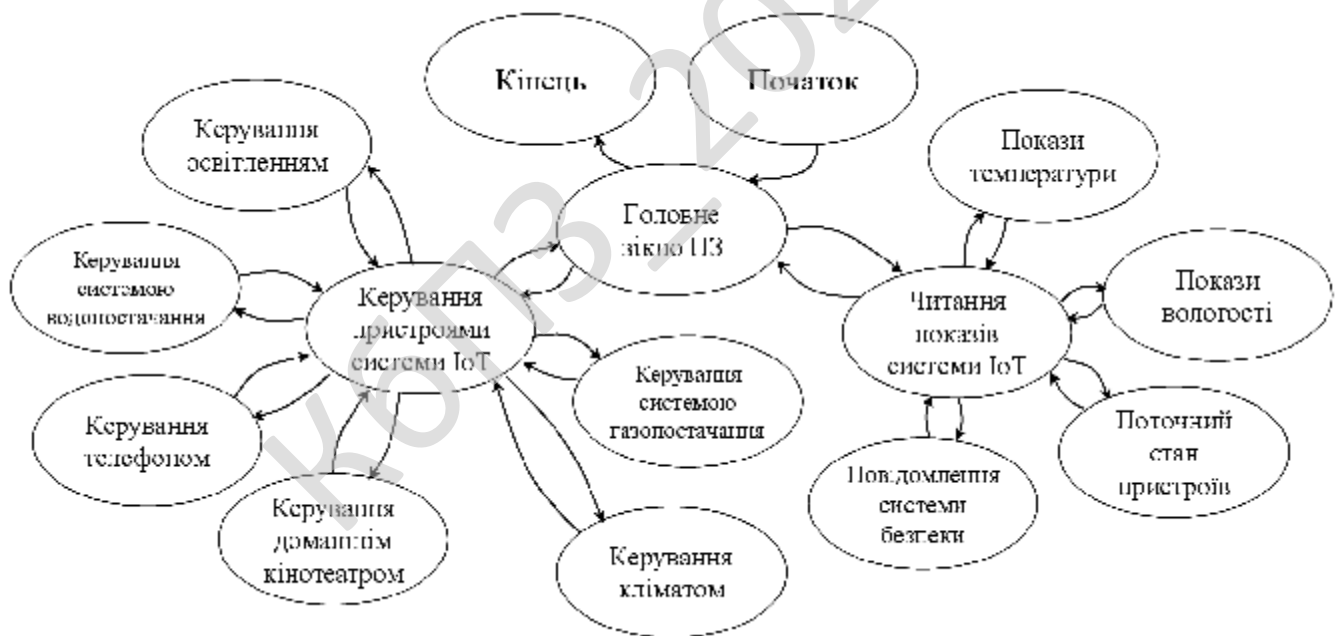 Кінець
Початок
Керування
освітленням
Покази
температури
Головне
вікно ПЗ
Керування
системою
водопостачання
Керування
пристроями
системи IoT
Читання
показів
системи IoT
Покази
вологості
Керування
системою
газопостачання
Керування
телефоном
Поточний
стан
пристроїв
Повідомлення
системи
безпеки
Керування
домашнім
кінотеатром
Керування
кліматом